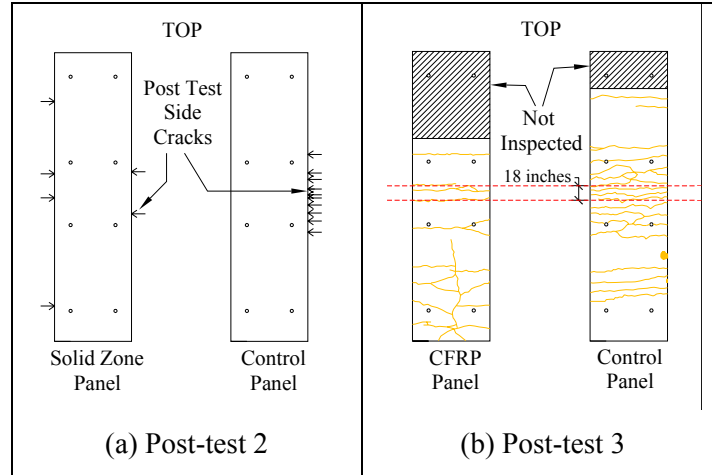 TOP
Post Test
Side
Cracks
Solid Zone
Panel
Control
Panel
(a) Post-test 2
TOP
Not
Inspected
18 inches
CFRP
Panel
Control
Panel
(b) Post-test 3